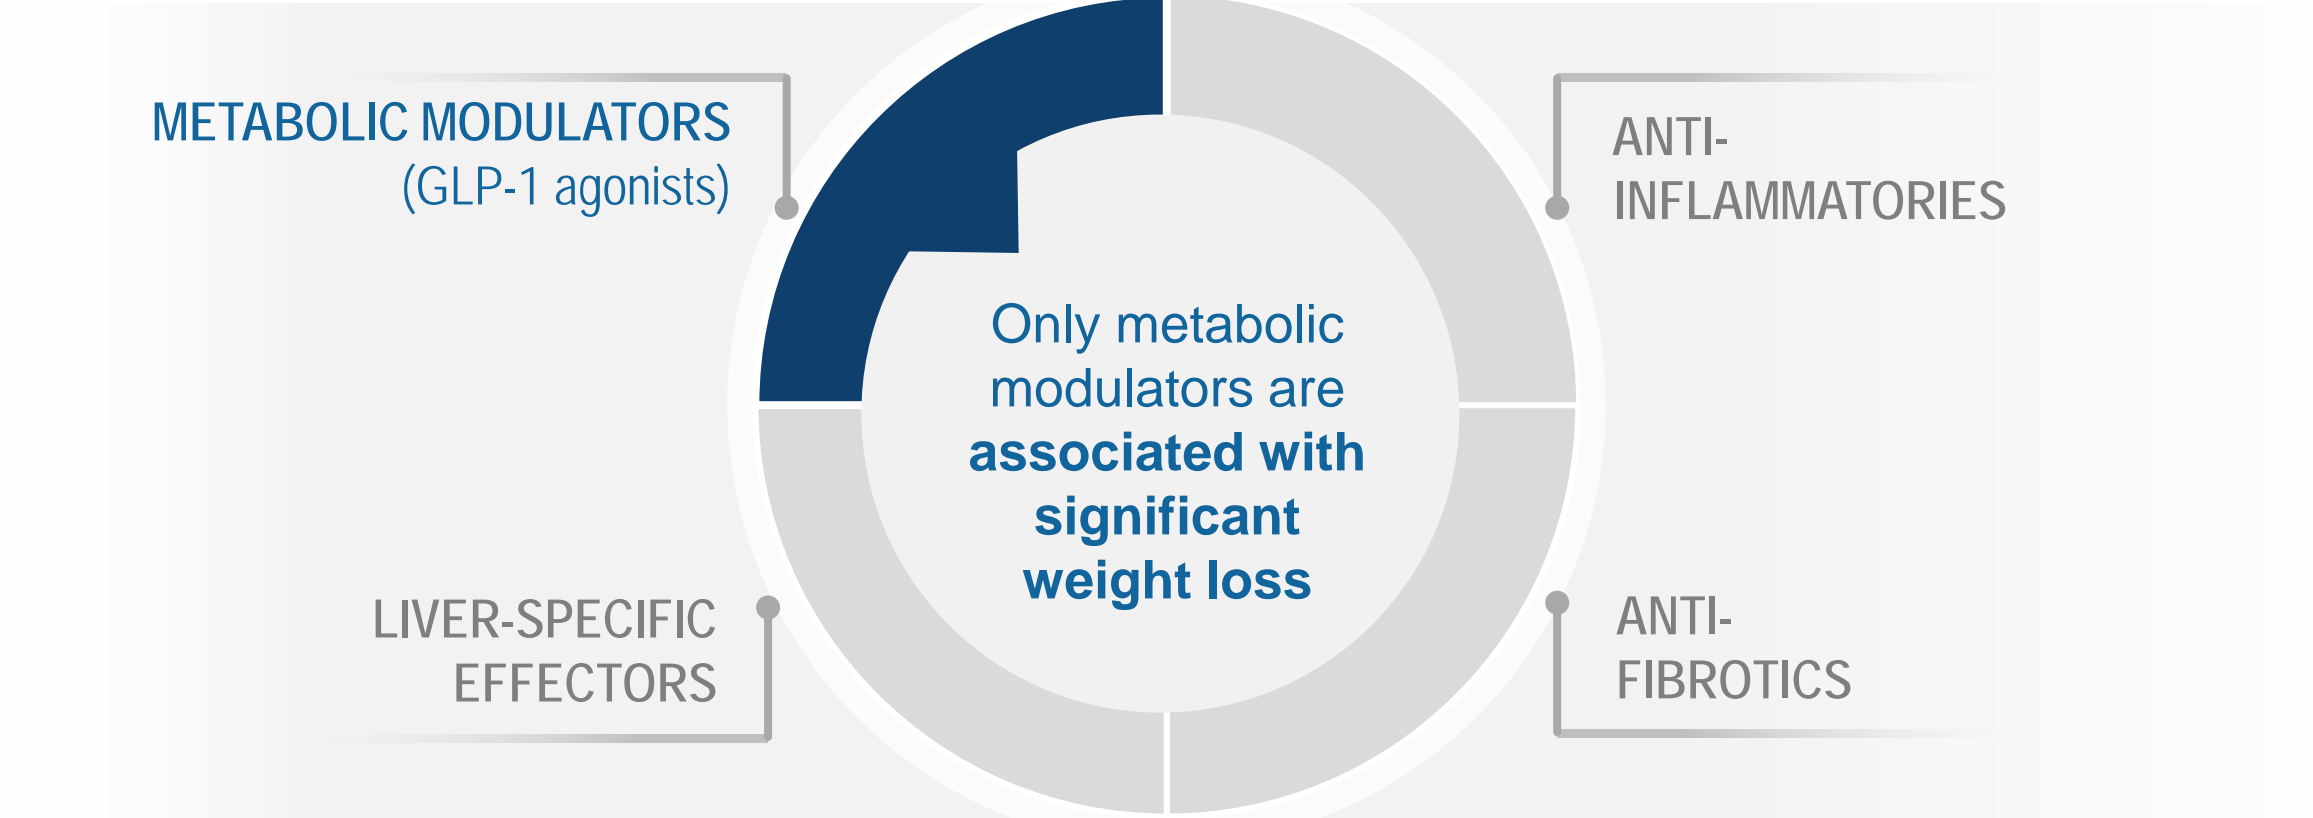 METABOLIC MODULATORS
(GLP-1 agonists)
ANTI-
INFLAMMATORIES
Only metabolic
modulators are
associated with
significant
weight loss
LIVER-SPECIFIC
EFFECTORS
ANTI-
FIBROTICS